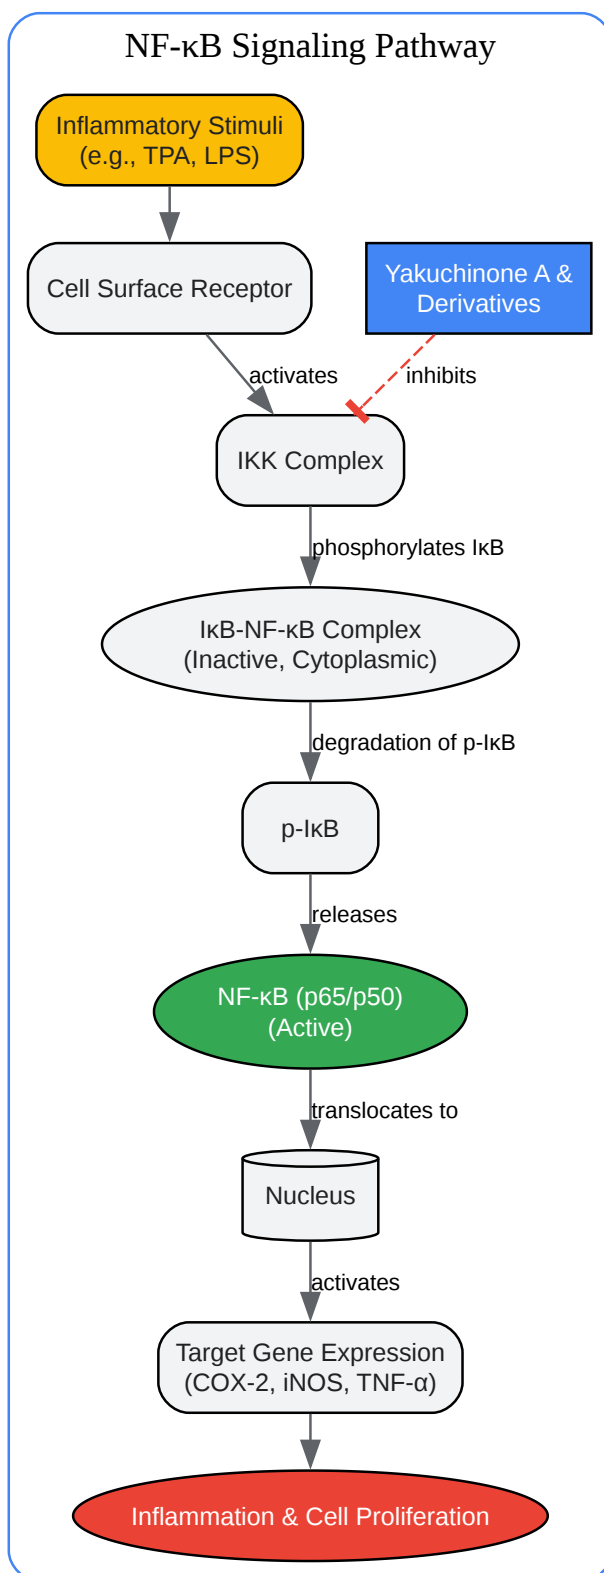 NF-κB Signaling Pathway
Inflammatory Stimuli
(e.g., TPA, LPS)
Cell Surface Receptor
Yakuchinone A &
Derivatives
activates
inhibits
IKK Complex
phosphorylates IκB
IκB-NF-κB Complex
(Inactive, Cytoplasmic)
degradation of p-IκB
p-IκB
releases
NF-κB (p65/p50)
(Active)
translocates to
Nucleus
activates
Target Gene Expression
(COX-2, iNOS, TNF-α)
Inflammation & Cell Proliferation